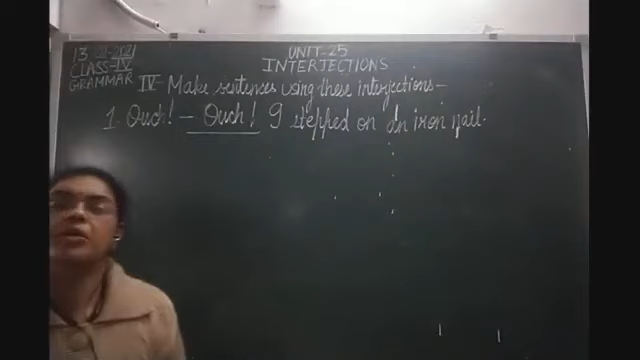 UNIT-25
CLASS-IV INTERJECTIONS
GRAMMAR IV- Make sentences using these interjections-
1. Ouch! - Ouch! I stepped on an iron nail.